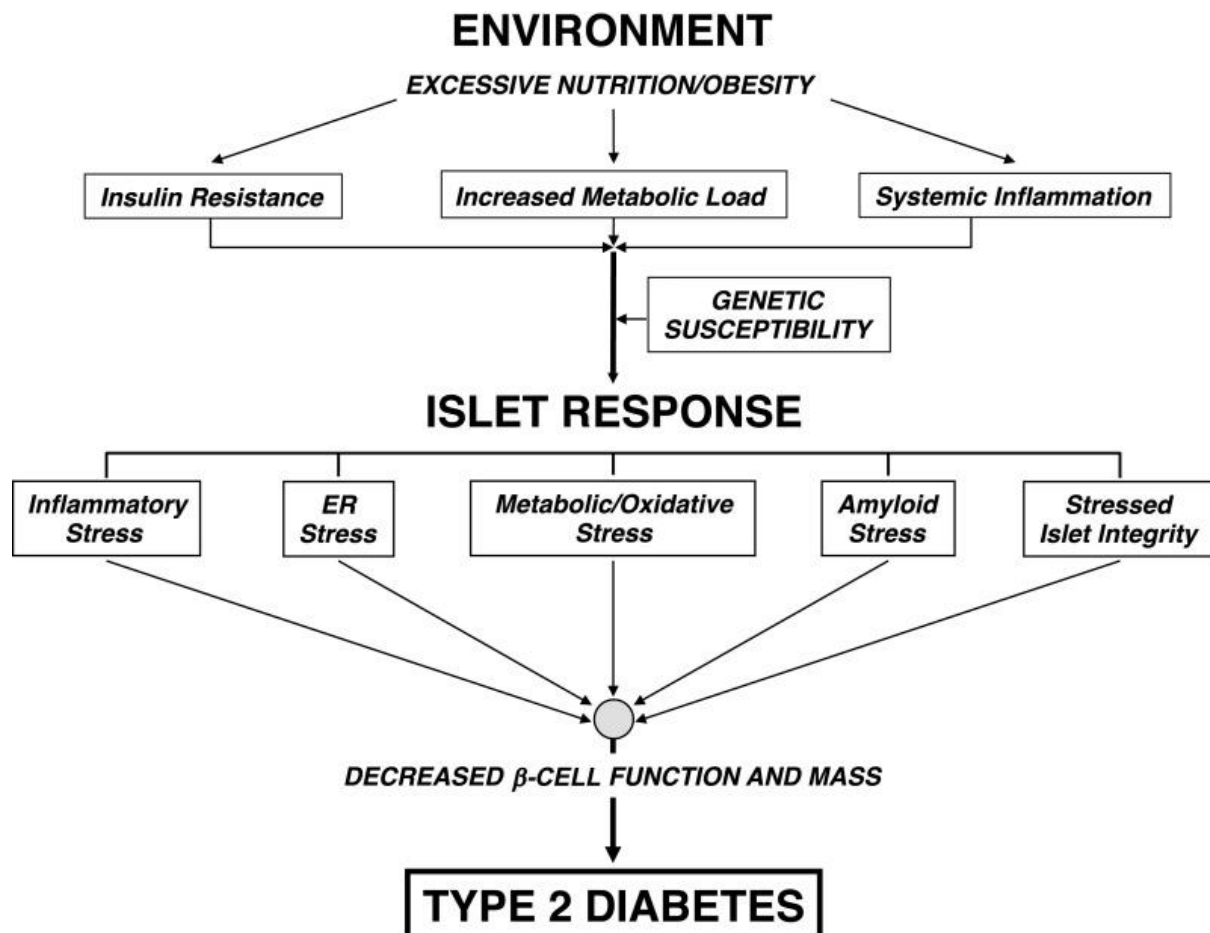 ENVIRONMENT
EXCESSIVE NUTRITION/OBESITY
Insulin Resistance
Increased Metabolic Load
Systemic Inflammation
GENETIC
SUSCEPTIBILITY
ISLET RESPONSE
Inflammatory
Stress
ER
Stress
Metabolic/Oxidative
Stress
Amyloid
Stress
Stressed
Islet Integrity
DECREASED β-CELL FUNCTION AND MASS
TYPE 2 DIABETES